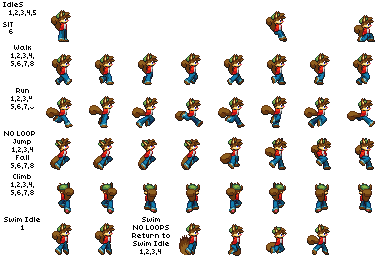 IdleS
1,2,3,4,5
SIT
6
Walk
1,2,3,4,
5,6,7,8
Run
1,2,3,
5,6,7,
NO LOOP
Jump
1,2,3,4
Fall
5,6,7,8
Climb
1,2,3,4,
5,6,7,8
Swim Idle
1
Swim
NO LOOPS
Return to
Swim Idle
1,2,3,4